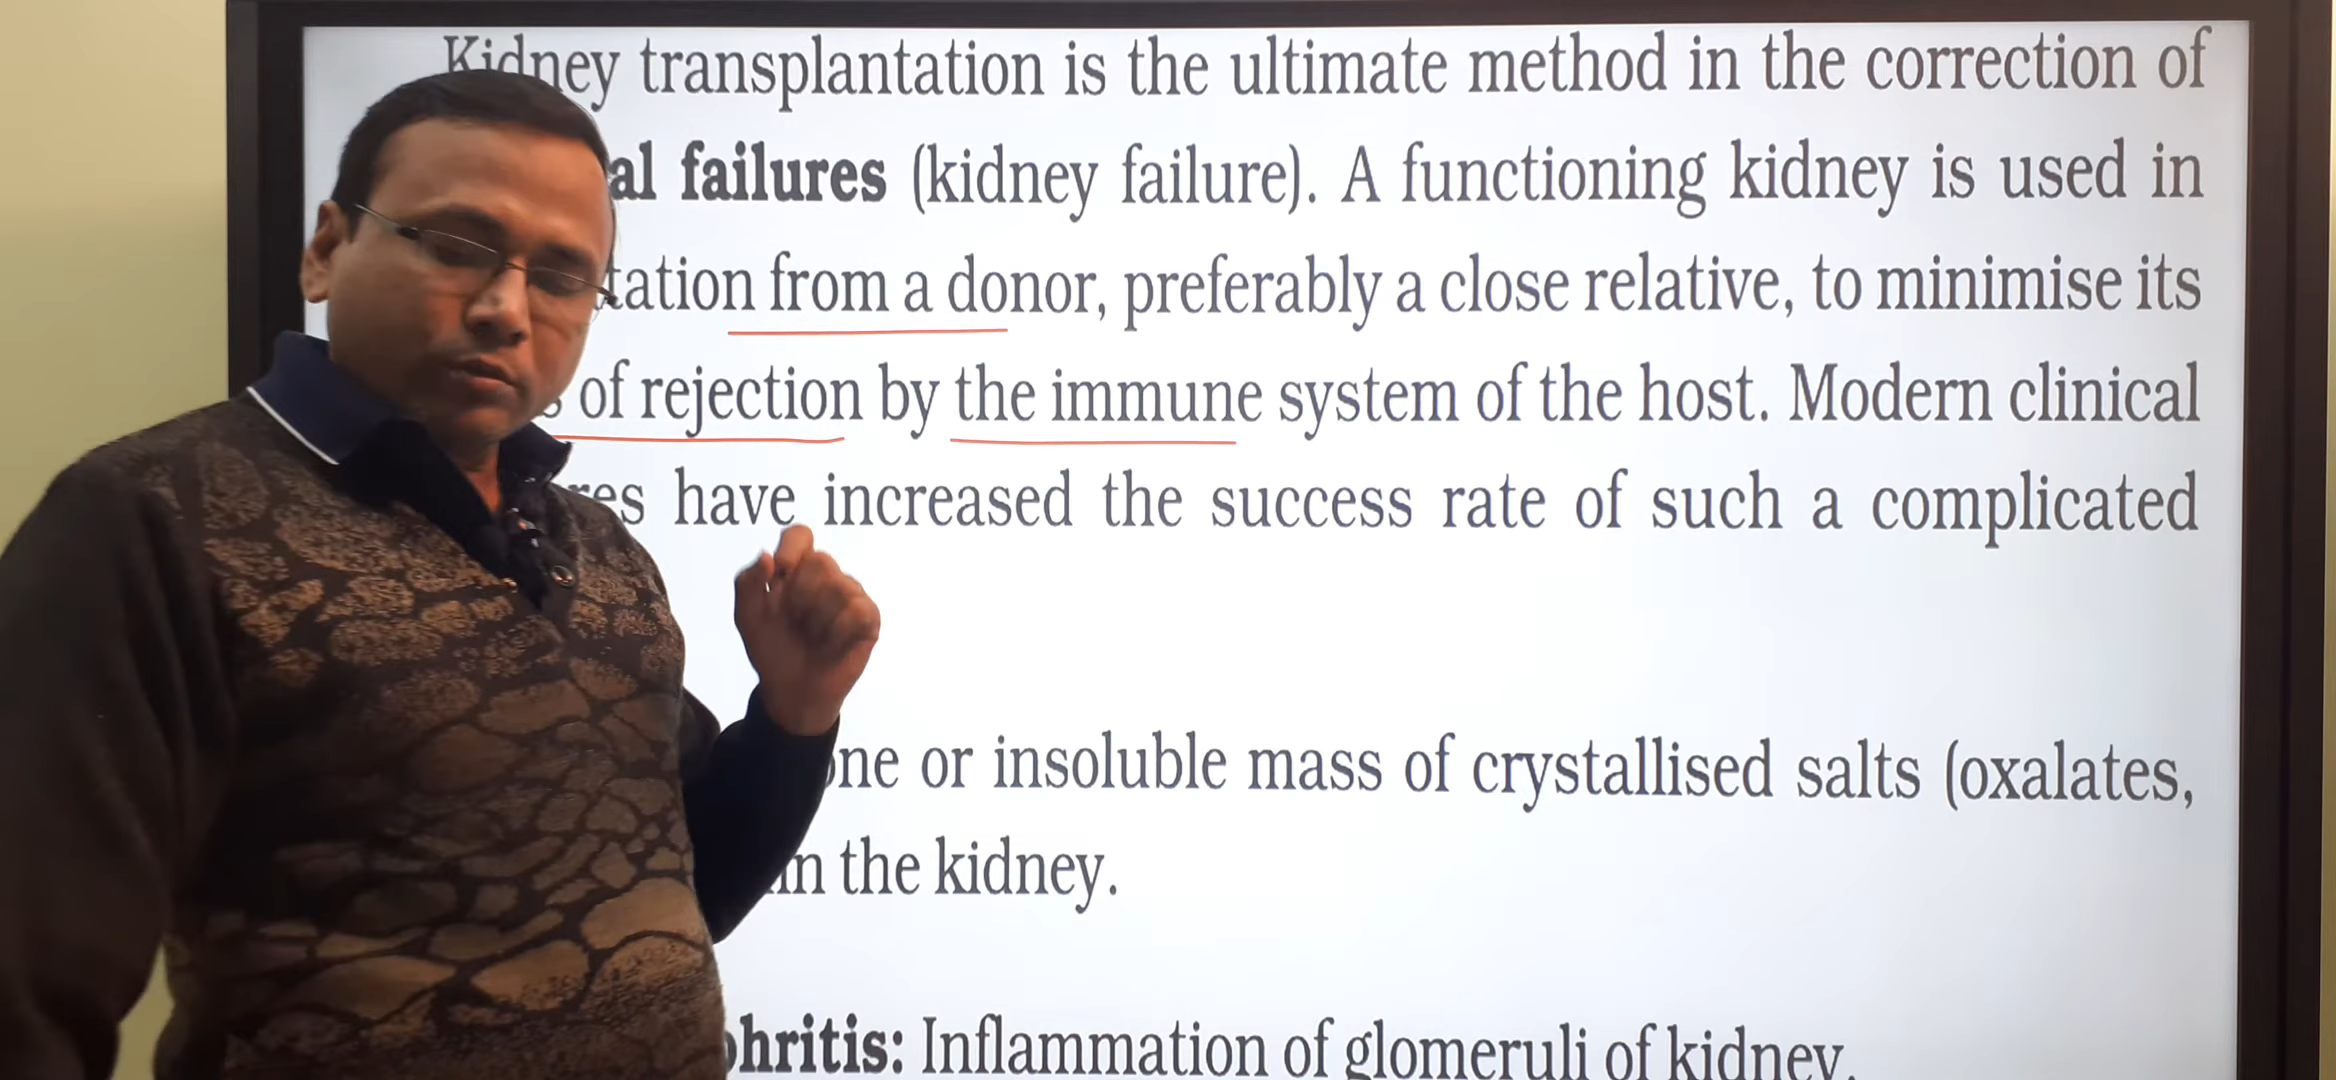 Kidney transplantation is the ultimate method in the correction of
al failures (kidney failure). A functioning kidney is used in
tation from a donor, preferably a close relative, to minimise its
of rejection by the immune system of the host. Modern clinical
res have increased the success rate of such a complicated
ne or insoluble mass of crystallised salts (oxalates,
n the kidney.
hritis: Inflammation of glomeruli of kidney.